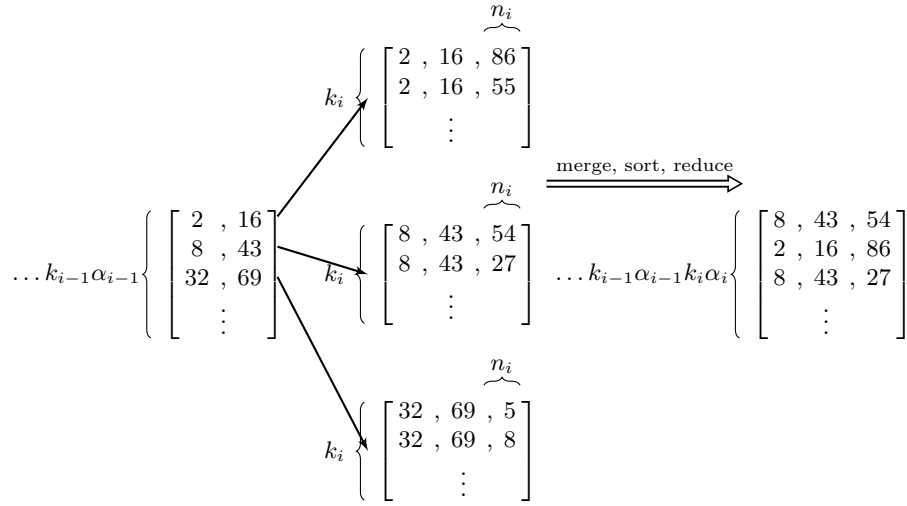 n_i
k_i
2 , 16 , 86
2 , 16 , 55
⋮
merge, sort, reduce
n_i
… k_{i−1}α_{i−1}
2 , 16
8 , 43
32 , 69
⋮
k_i
8 , 43 , 54
8 , 43 , 27
⋮
… k_{i−1}α_{i−1}k_iα_i
8 , 43 , 54
2 , 16 , 86
8 , 43 , 27
⋮
n_i
k_i
32 , 69 , 5
32 , 69 , 8
⋮